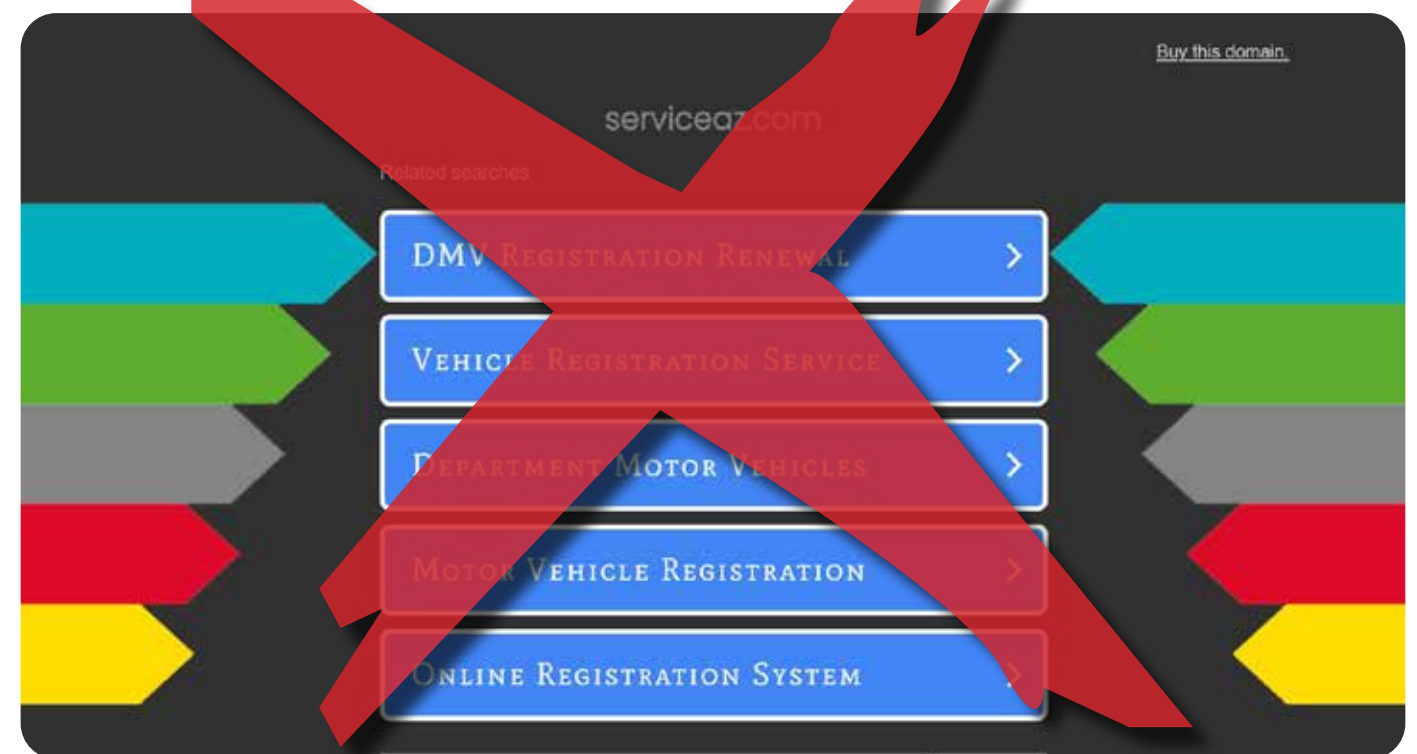 Buy this domain.
serviceaz.com
Related searches
DMV REGISTRATION RENEWAL
VEHICLE REGISTRATION SERVICE
DEPARTMENT MOTOR VEHICLES
MOTOR VEHICLE REGISTRATION
ONLINE REGISTRATION SYSTEM